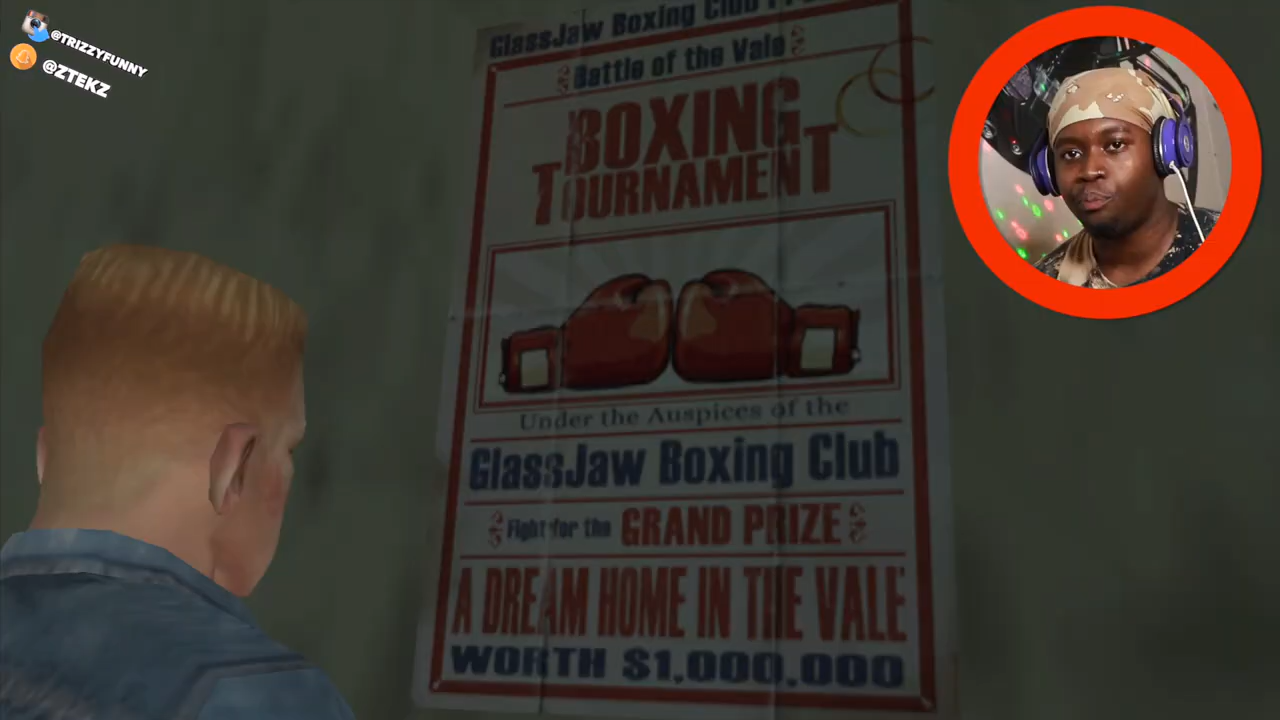 @TRIZZYFUNNY
@ZTEKZ
GlassJaw Boxing Club
Battle of the Vale
BOXING
TOURNAMENT
Under the Auspices of the
GlassJaw Boxing Club
Fight for the GRAND PRIZE
A DREAM HOME IN THE VALE
WORTH $1,000,000